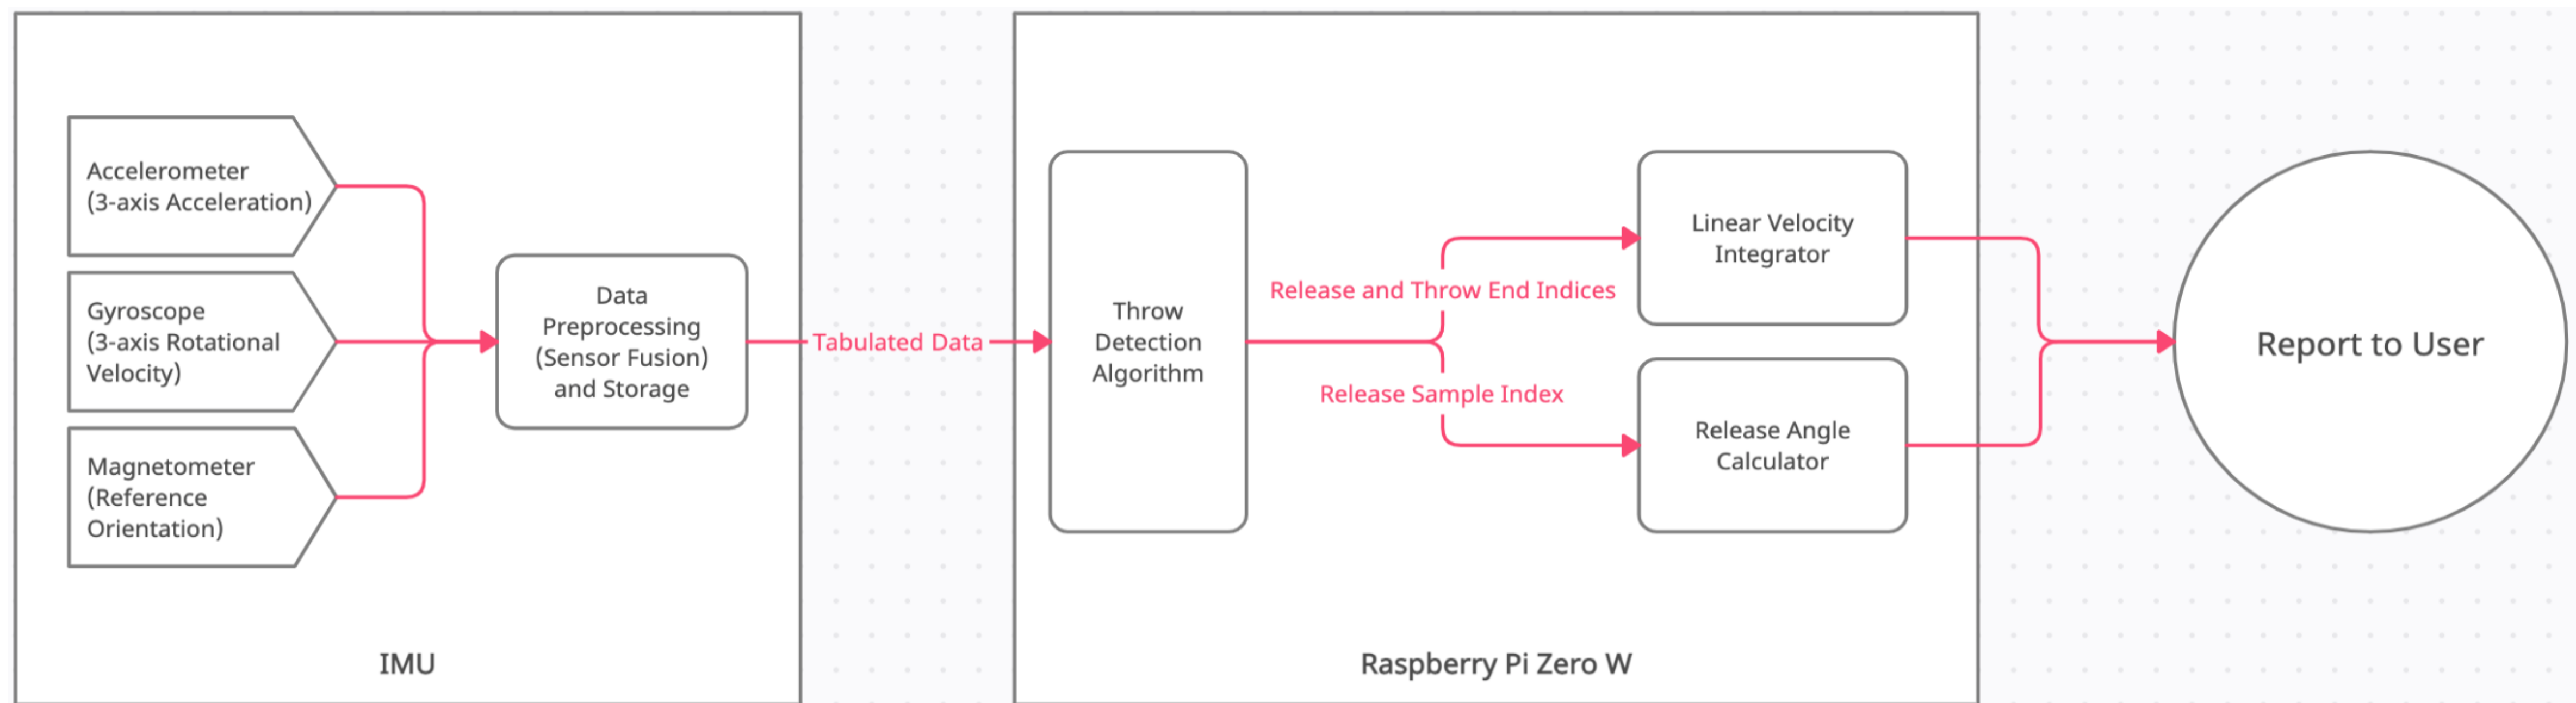 Accelerometer
(3-axis Acceleration)
Gyroscope
(3-axis Rotational
Velocity)
Magnetometer
(Reference
Orientation)
Data
Preprocessing
(Sensor Fusion)
and Storage
IMU
Tabulated Data
Throw
Detection
Algorithm
Release and Throw End Indices
Release Sample Index
Linear Velocity
Integrator
Release Angle
Calculator
Raspberry Pi Zero W
Report to User